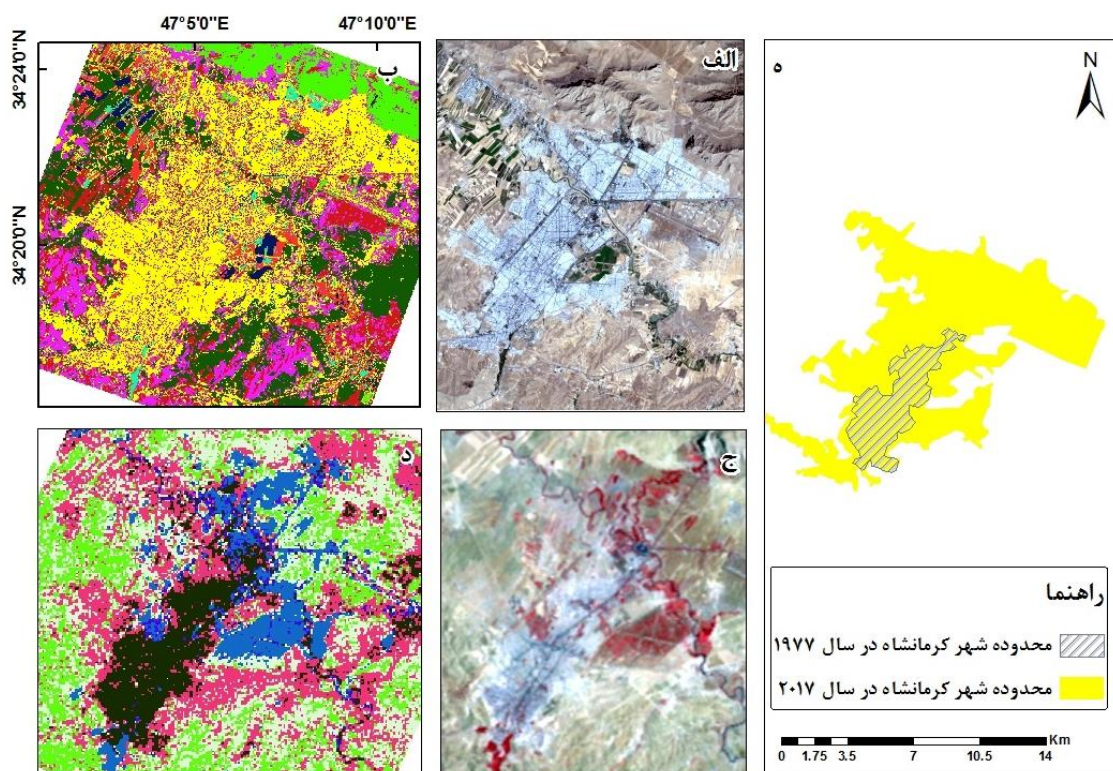 47°5'0"E 47°10'0"E
34°24'0"N
34°20'0"N
ب
الف
ه
N
د
ج
راهنما
محدوده شهر کرمانشاه در سال ۱۹۷۷
محدوده شهر کرمانشاه در سال ۲۰۱۷
Km
0 1.75 3.5 7 10.5 14